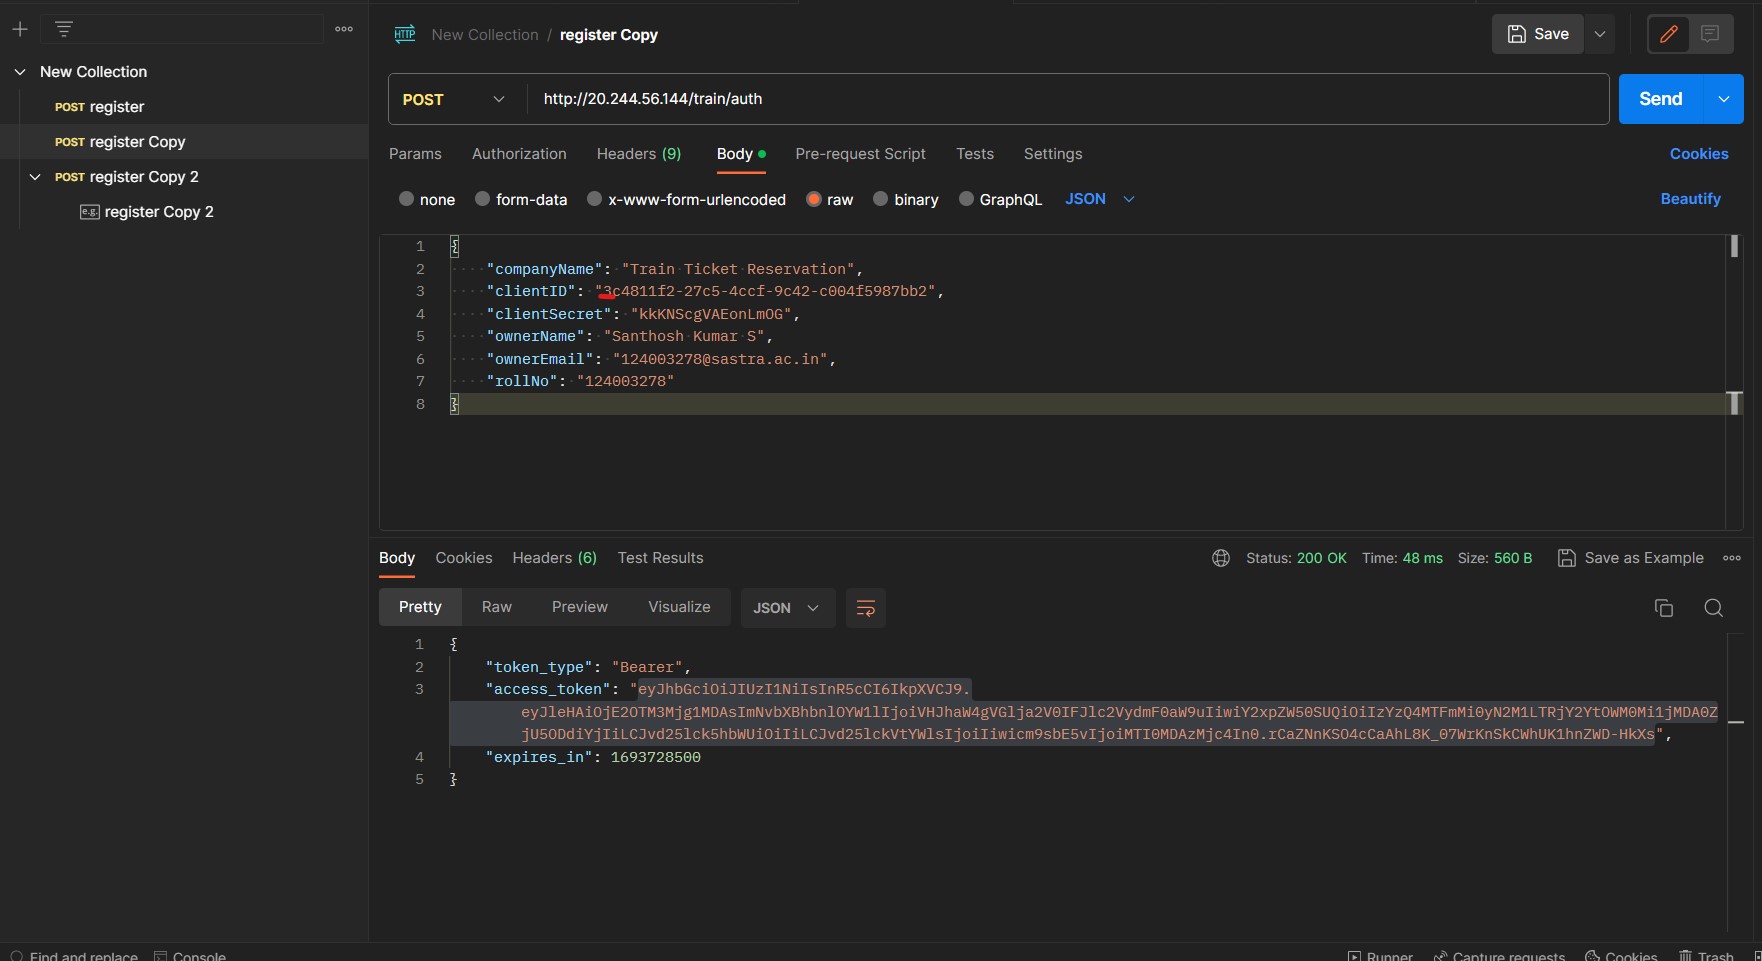 New Collection / register Copy
Save
New Collection
POST register
POST register Copy
POST register Copy 2
e.g. register Copy 2
POST http://20.244.56.144/train/auth Send
Params Authorization Headers (9) Body Pre-request Script Tests Settings Cookies
none form-data x-www-form-urlencoded raw binary GraphQL JSON Beautify
1 {
2 "companyName": "Train Ticket Reservation",
3 "clientID": "3c4811f2-27c5-4ccf-9c42-c004f5987bb2",
4 "clientSecret": "kkKNScgVAEonLmOG",
5 "ownerName": "Santhosh Kumar S",
6 "ownerEmail": "124003278@sastra.ac.in",
7 "rollNo": "124003278"
8 }
Body Cookies Headers (6) Test Results Status: 200 OK Time: 48 ms Size: 560 B Save as Example
Pretty Raw Preview Visualize JSON
1 {
2 "token_type": "Bearer",
3 "access_token": "eyJhbGciOiJIUzI1NiIsInR5cCI6IkpXVCJ9.
eyJleHAiOjE2OTM3Mjg1MDAsImNvbXBhbnlOYW1lIjoiVHJhaW4gVGlja2V0IFJlc2VydmF0aW9uIiwiY2xpZW50SUQiOiIzYzQ4MTFmMi0yN2M1LTRjY2YtOWM0Mi1jMDA0Z
jU5ODdiYjIiLCJvd25lck5hbWUiOiIiLCJvd25lckVtYWlsIjoiIiwicm9sbE5vIjoiMTI0MDAzMjc4In0.rCaZNnKSO4cCaAhL8K_07WrKnSkCWhUK1hnZWD-HkXs",
4 "expires_in": 1693728500
5 }
Find and replace Console Runner Capture requests Cookies Trash